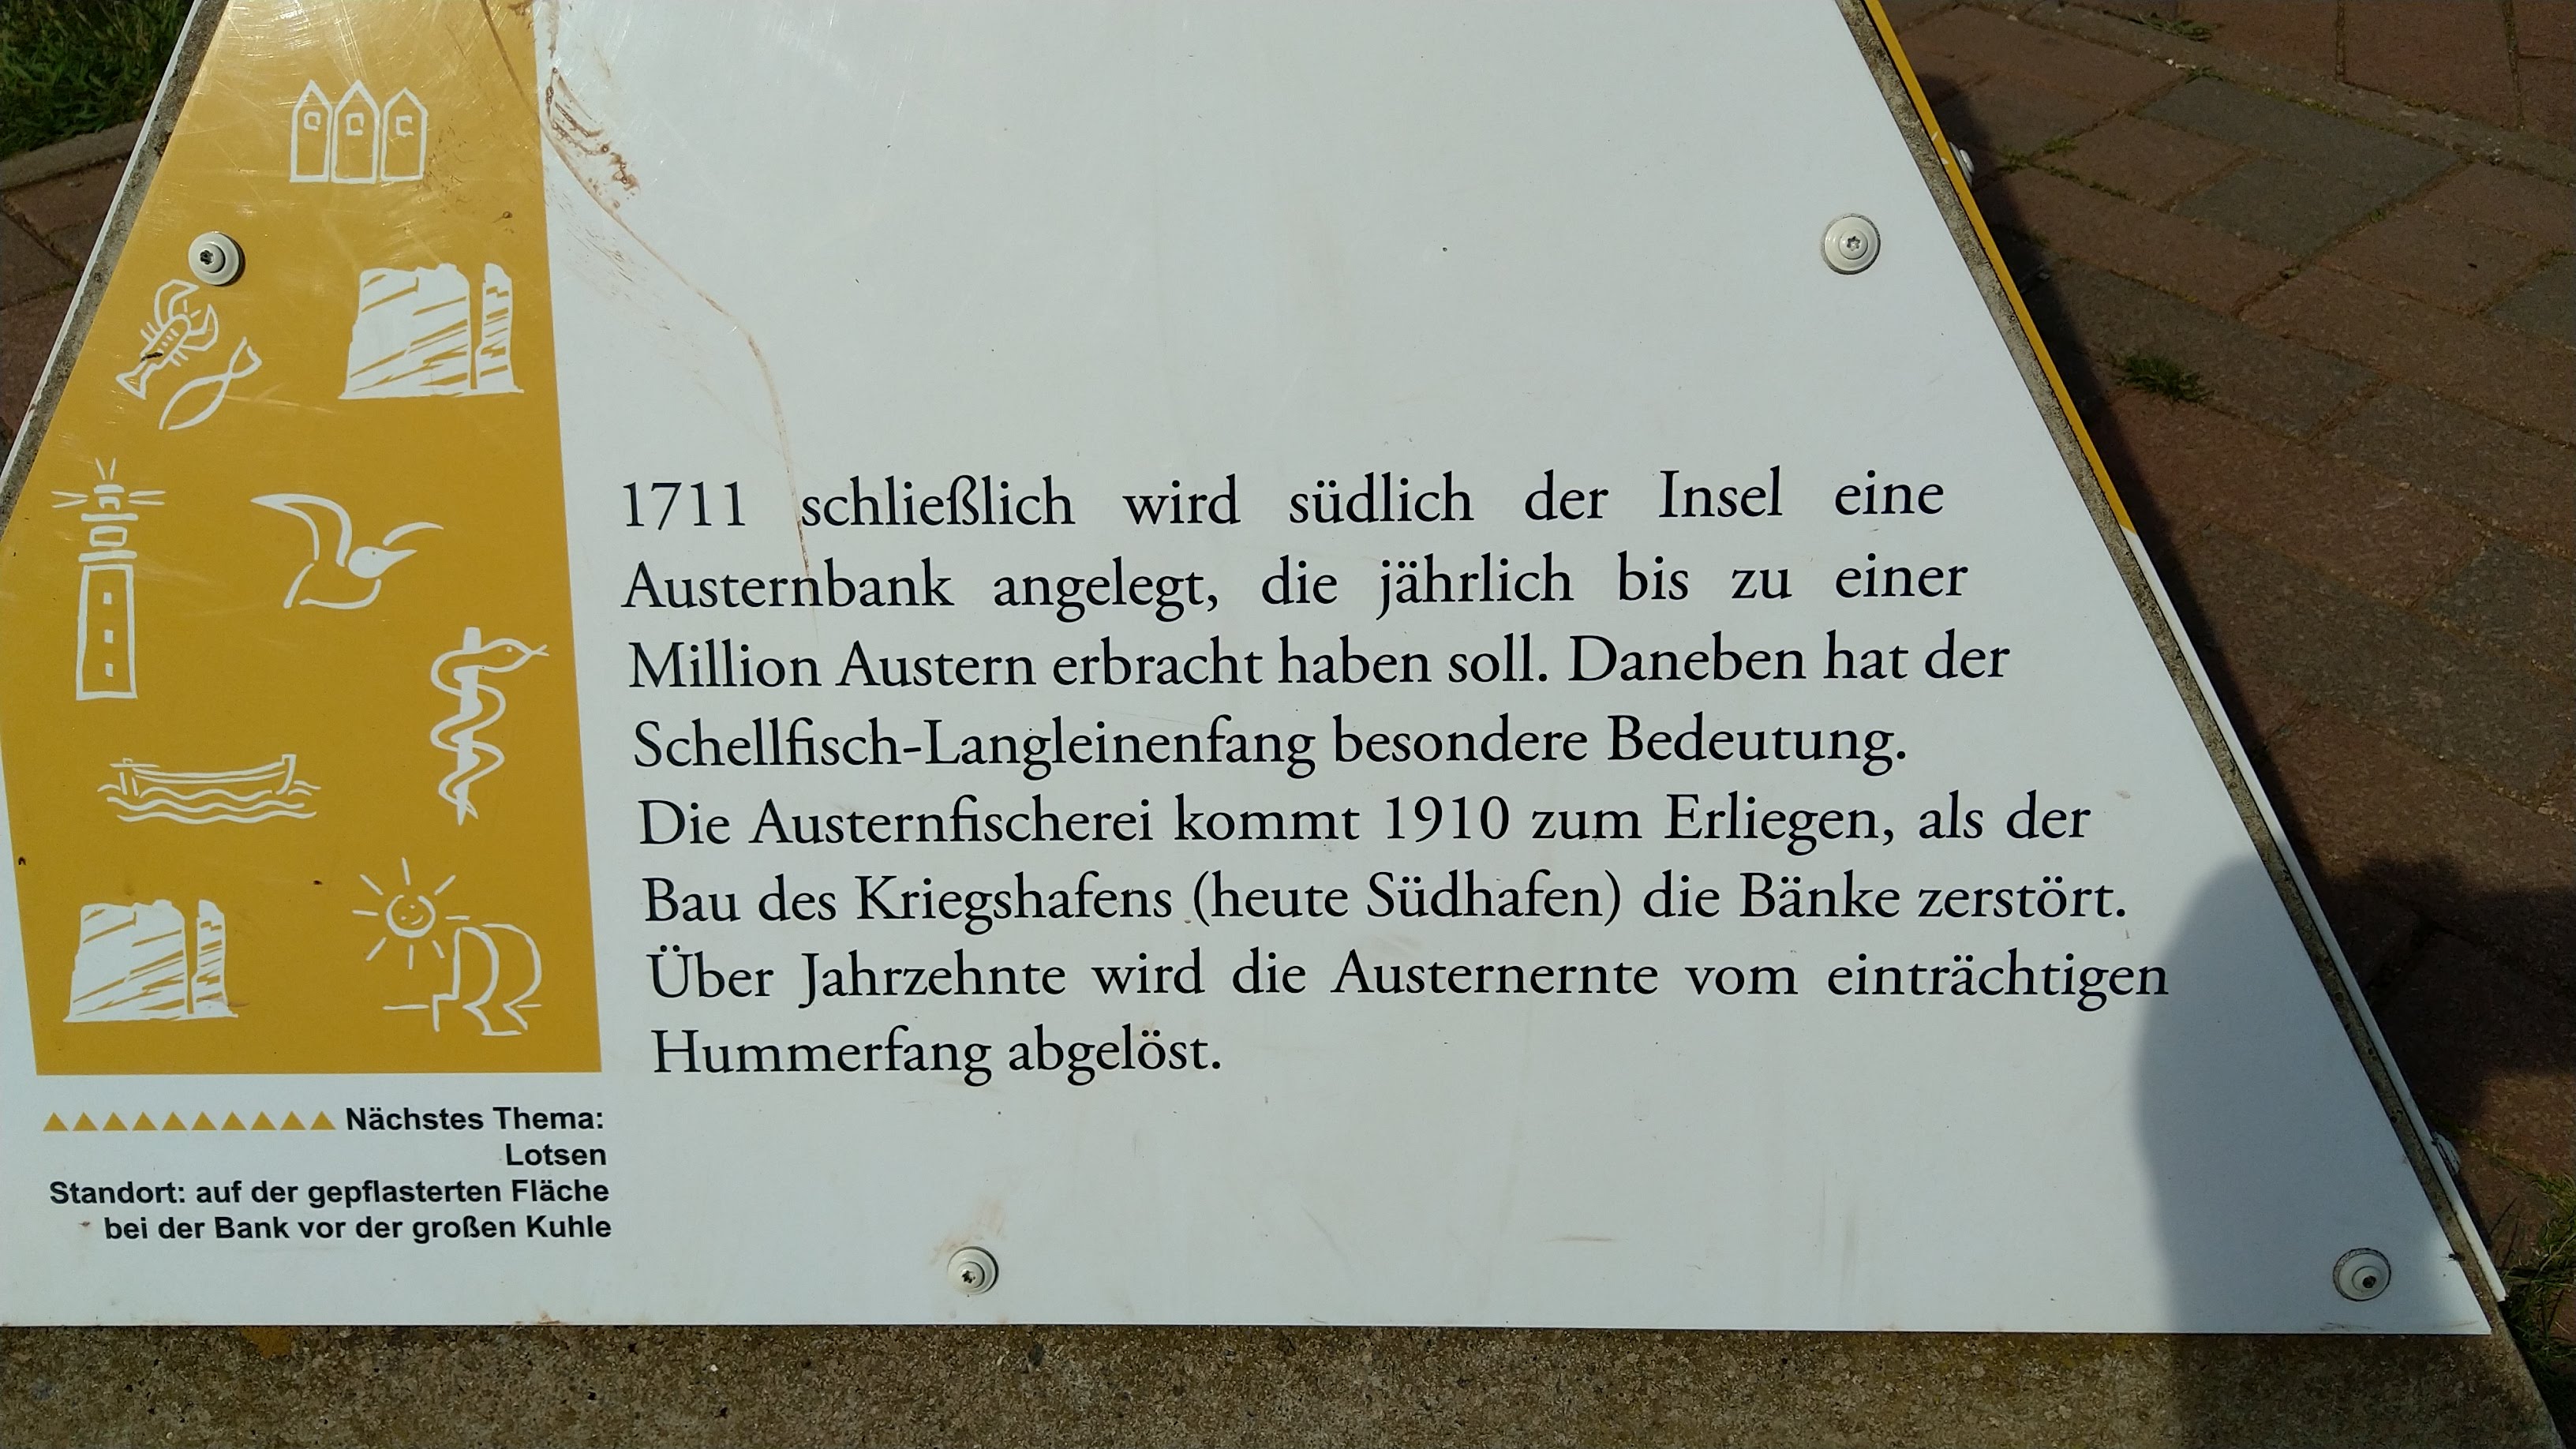 1711 schließlich wird südlich der Insel eine
Austernbank angelegt, die jährlich bis zu einer
Million Austern erbracht haben soll. Daneben hat der
Schellfisch-Langleinenfang besondere Bedeutung.
Die Austernfischerei kommt 1910 zum Erliegen, als der
Bau des Kriegshafens (heute Südhafen) die Bänke zerstört.
Über Jahrzehnte wird die Austernernte vom einträchtigen
Hummerfang abgelöst.
Nächstes Thema:
Lotsen
Standort: auf der gepflasterten Fläche
bei der Bank vor der großen Kuhle